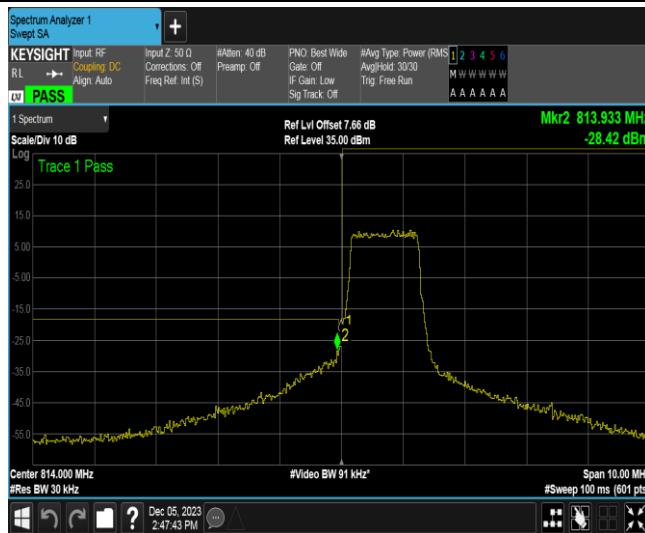 Spectrum Analyzer 1
Swept SA
+
KEYSIGHT
RL
LXI PASS
Input: RF
Coupling: DC
Align: Auto
Input Z: 50 Ω
Corrections: Off
Freq Ref: Int (S)
#Atten: 40 dB
Preamp: Off
PNO: Best Wide
Gate: Off
IF Gain: Low
Sig Track: Off
#Avg Type: Power (RMS
Avg|Hold: 30/30
Trig: Free Run
1 2 3 4 5 6
M W W W W W
A A A A A A
1 Spectrum
Scale/Div 10 dB
Ref Lvl Offset 7.66 dB
Ref Level 35.00 dBm
Mkr2 813.933 MHz
-28.42 dBm
Log
Trace 1 Pass
25.0
15.0
5.00
-5.00
-15.0
-25.0
-35.0
-45.0
-55.0
1
2
Center 814.000 MHz
#Res BW 30 kHz
#Video BW 91 kHz*
Span 10.00 MH
#Sweep 100 ms (601 pts
?
Dec 05, 2023
2:47:43 PM